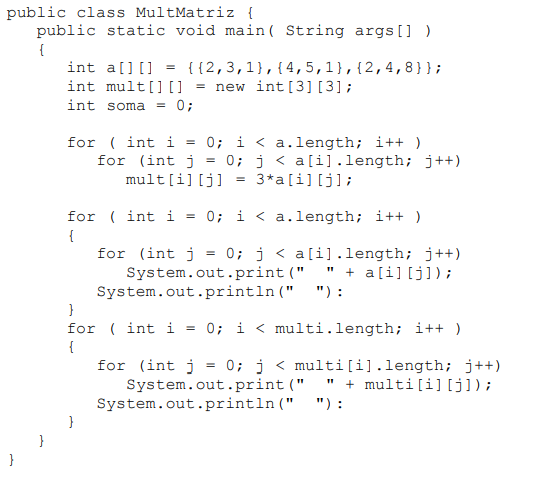 public class MultMatriz {
   public static void main( String args[] )
   {
      int a[][] = {{2,3,1},{4,5,1},{2,4,8}};
      int mult[][] = new int[3][3];
      int soma = 0;

      for ( int i = 0; i < a.length; i++ )
         for (int j = 0; j < a[i].length; j++)
            mult[i][j] = 3*a[i][j];

      for ( int i = 0; i < a.length; i++ )
      {
         for (int j = 0; j < a[i].length; j++)
            System.out.print("  " + a[i][j]);
         System.out.println("  "):
      }
      for ( int i = 0; i < multi.length; i++ )
      {
         for (int j = 0; j < multi[i].length; j++)
            System.out.print("  " + multi[i][j]);
         System.out.println("  "):
      }
   }
}